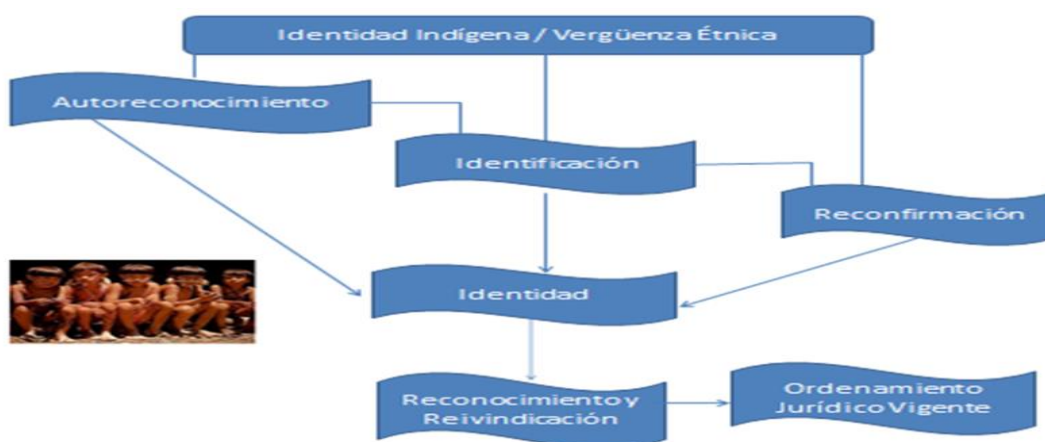 Identidad Indígena / Vergüenza Étnica
Autoreconocimiento
Identificación
Reconfirmación
Identidad
Reconocimiento y
Reivindicación
Ordenamiento
Jurídico Vigente